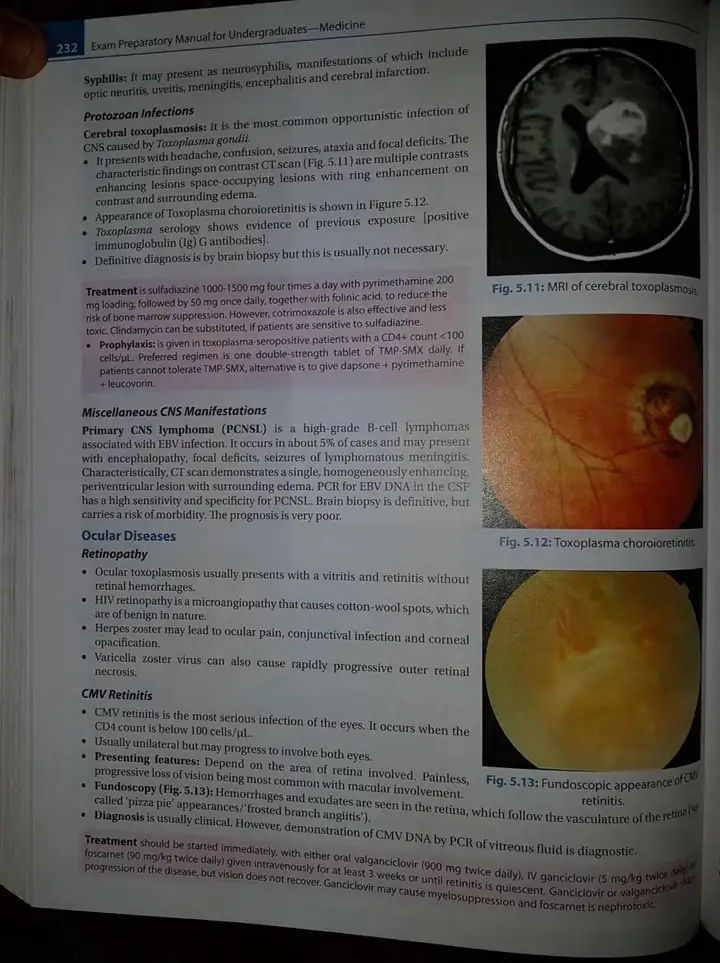 232
Exam Preparatory Manual for Undergraduates—Medicine
Syphilis: It may present as neurosyphilis, manifestations of which include
optic neuritis, uveitis, meningitis, encephalitis and cerebral infarction.
Protozoan Infections
Cerebral toxoplasmosis: It is the most common opportunistic infection of
CNS caused by Toxoplasma gondii.
• It presents with headache, confusion, seizures, ataxia and focal deficits. The
characteristic findings on contrast CT scan (Fig. 5.11) are multiple contrasts
enhancing lesions space-occupying lesions with ring enhancement on
contrast and surrounding edema.
• Appearance of Toxoplasma choroioretinitis is shown in Figure 5.12.
• Toxoplasma serology shows evidence of previous exposure [positive
immunoglobulin (Ig) G antibodies].
• Definitive diagnosis is by brain biopsy but this is usually not necessary.
Treatment is sulfadiazine 1000-1500 mg four times a day with pyrimethamine 200
mg loading, followed by 50 mg once daily, together with folinic acid, to reduce the
risk of bone marrow suppression. However, cotrimoxazole is also effective and less
toxic. Clindamycin can be substituted, if patients are sensitive to sulfadiazine.
• Prophylaxis: is given in toxoplasma-seropositive patients with a CD4+ count <100
cells/µL. Preferred regimen is one double-strength tablet of TMP-SMX daily. If
patients cannot tolerate TMP-SMX, alternative is to give dapsone + pyrimethamine
+ leucovorin.
Miscellaneous CNS Manifestations
Primary CNS lymphoma (PCNSL) is a high-grade B-cell lymphomas
associated with EBV infection. It occurs in about 5% of cases and may present
with encephalopathy, focal deficits, seizures of lymphomatous meningitis.
Characteristically, CT scan demonstrates a single, homogeneously enhancing,
periventricular lesion with surrounding edema. PCR for EBV DNA in the CSF
has a high sensitivity and specificity for PCNSL. Brain biopsy is definitive, but
carries a risk of morbidity. The prognosis is very poor.
Ocular Diseases
Retinopathy
• Ocular toxoplasmosis usually presents with a vitritis and retinitis without
retinal hemorrhages.
• HIV retinopathy is a microangiopathy that causes cotton-wool spots, which
are of benign in nature.
• Herpes zoster may lead to ocular pain, conjunctival infection and corneal
opacification.
• Varicella zoster virus can also cause rapidly progressive outer retinal
necrosis.
CMV Retinitis
• CMV retinitis is the most serious infection of the eyes. It occurs when the
CD4 count is below 100 cells/µL.
• Usually unilateral but may progress to involve both eyes.
• Presenting features: Depend on the area of retina involved. Painless,
progressive loss of vision being most common with macular involvement.
• Fundoscopy (Fig. 5.13): Hemorrhages and exudates are seen in the retina, which follow the vasculature of the retina
called 'pizza pie' appearances/'frosted branch angiitis').
• Diagnosis is usually clinical. However, demonstration of CMV DNA by PCR of vitreous fluid is diagnostic.
Treatment should be started immediately, with either oral valganciclovir (900 mg twice daily), IV ganciclovir (5 mg/kg twice daily)
foscarnet (90 mg/kg twice daily) given intravenously for at least 3 weeks or until retinitis is quiescent. Ganciclovir or valganciclovir
progression of the disease, but vision does not recover. Ganciclovir may cause myelosuppression and foscarnet is nephrotoxic.
Fig. 5.11: MRI of cerebral toxoplasmosis.
Fig. 5.12: Toxoplasma choroioretinitis.
Fig. 5.13: Fundoscopic appearance of CMV
retinitis.